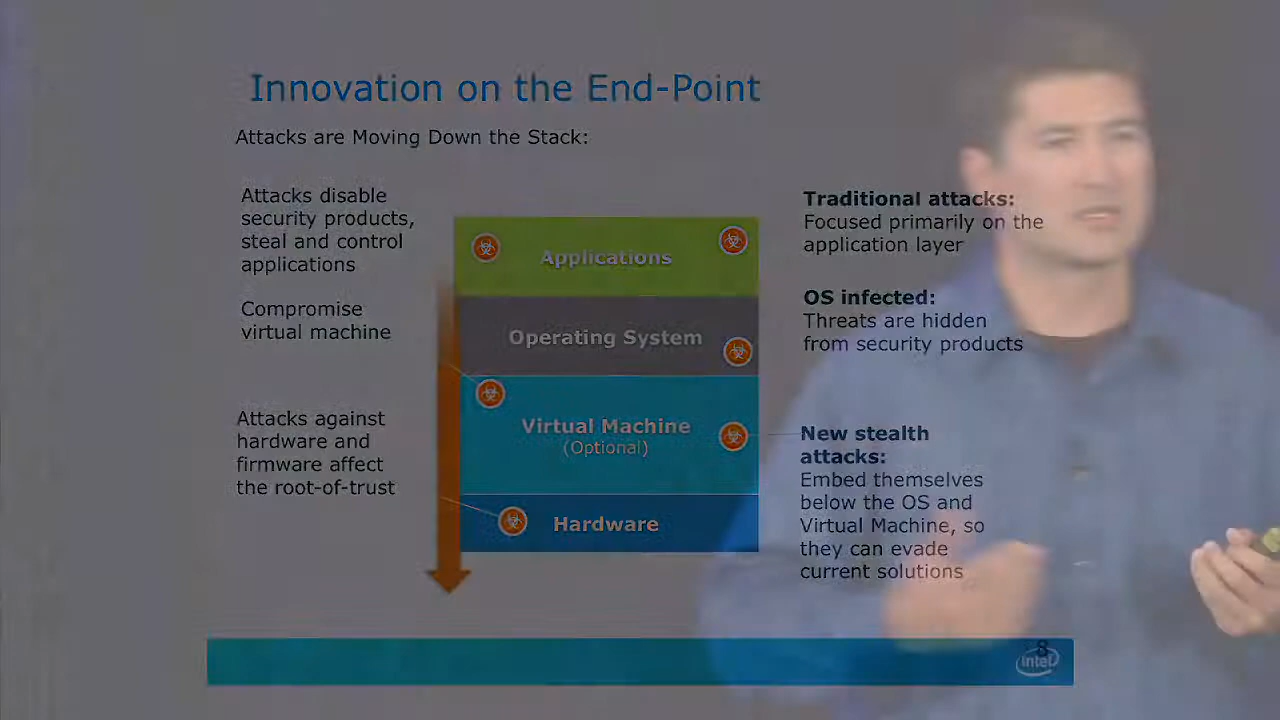 Innovation on the End-Point
Attacks are Moving Down the Stack:
Attacks disable
security products,
steal and control
applications
Compromise
virtual machine
Attacks against
hardware and
firmware affect
the root-of-trust
Applications
Operating System
Virtual Machine
(Optional)
Hardware
Traditional attacks:
Focused primarily on the
application layer
OS infected:
Threats are hidden
from security products
New stealth
attacks:
Embed themselves
below the OS and
Virtual Machine, so
they can evade
current solutions
8
intel